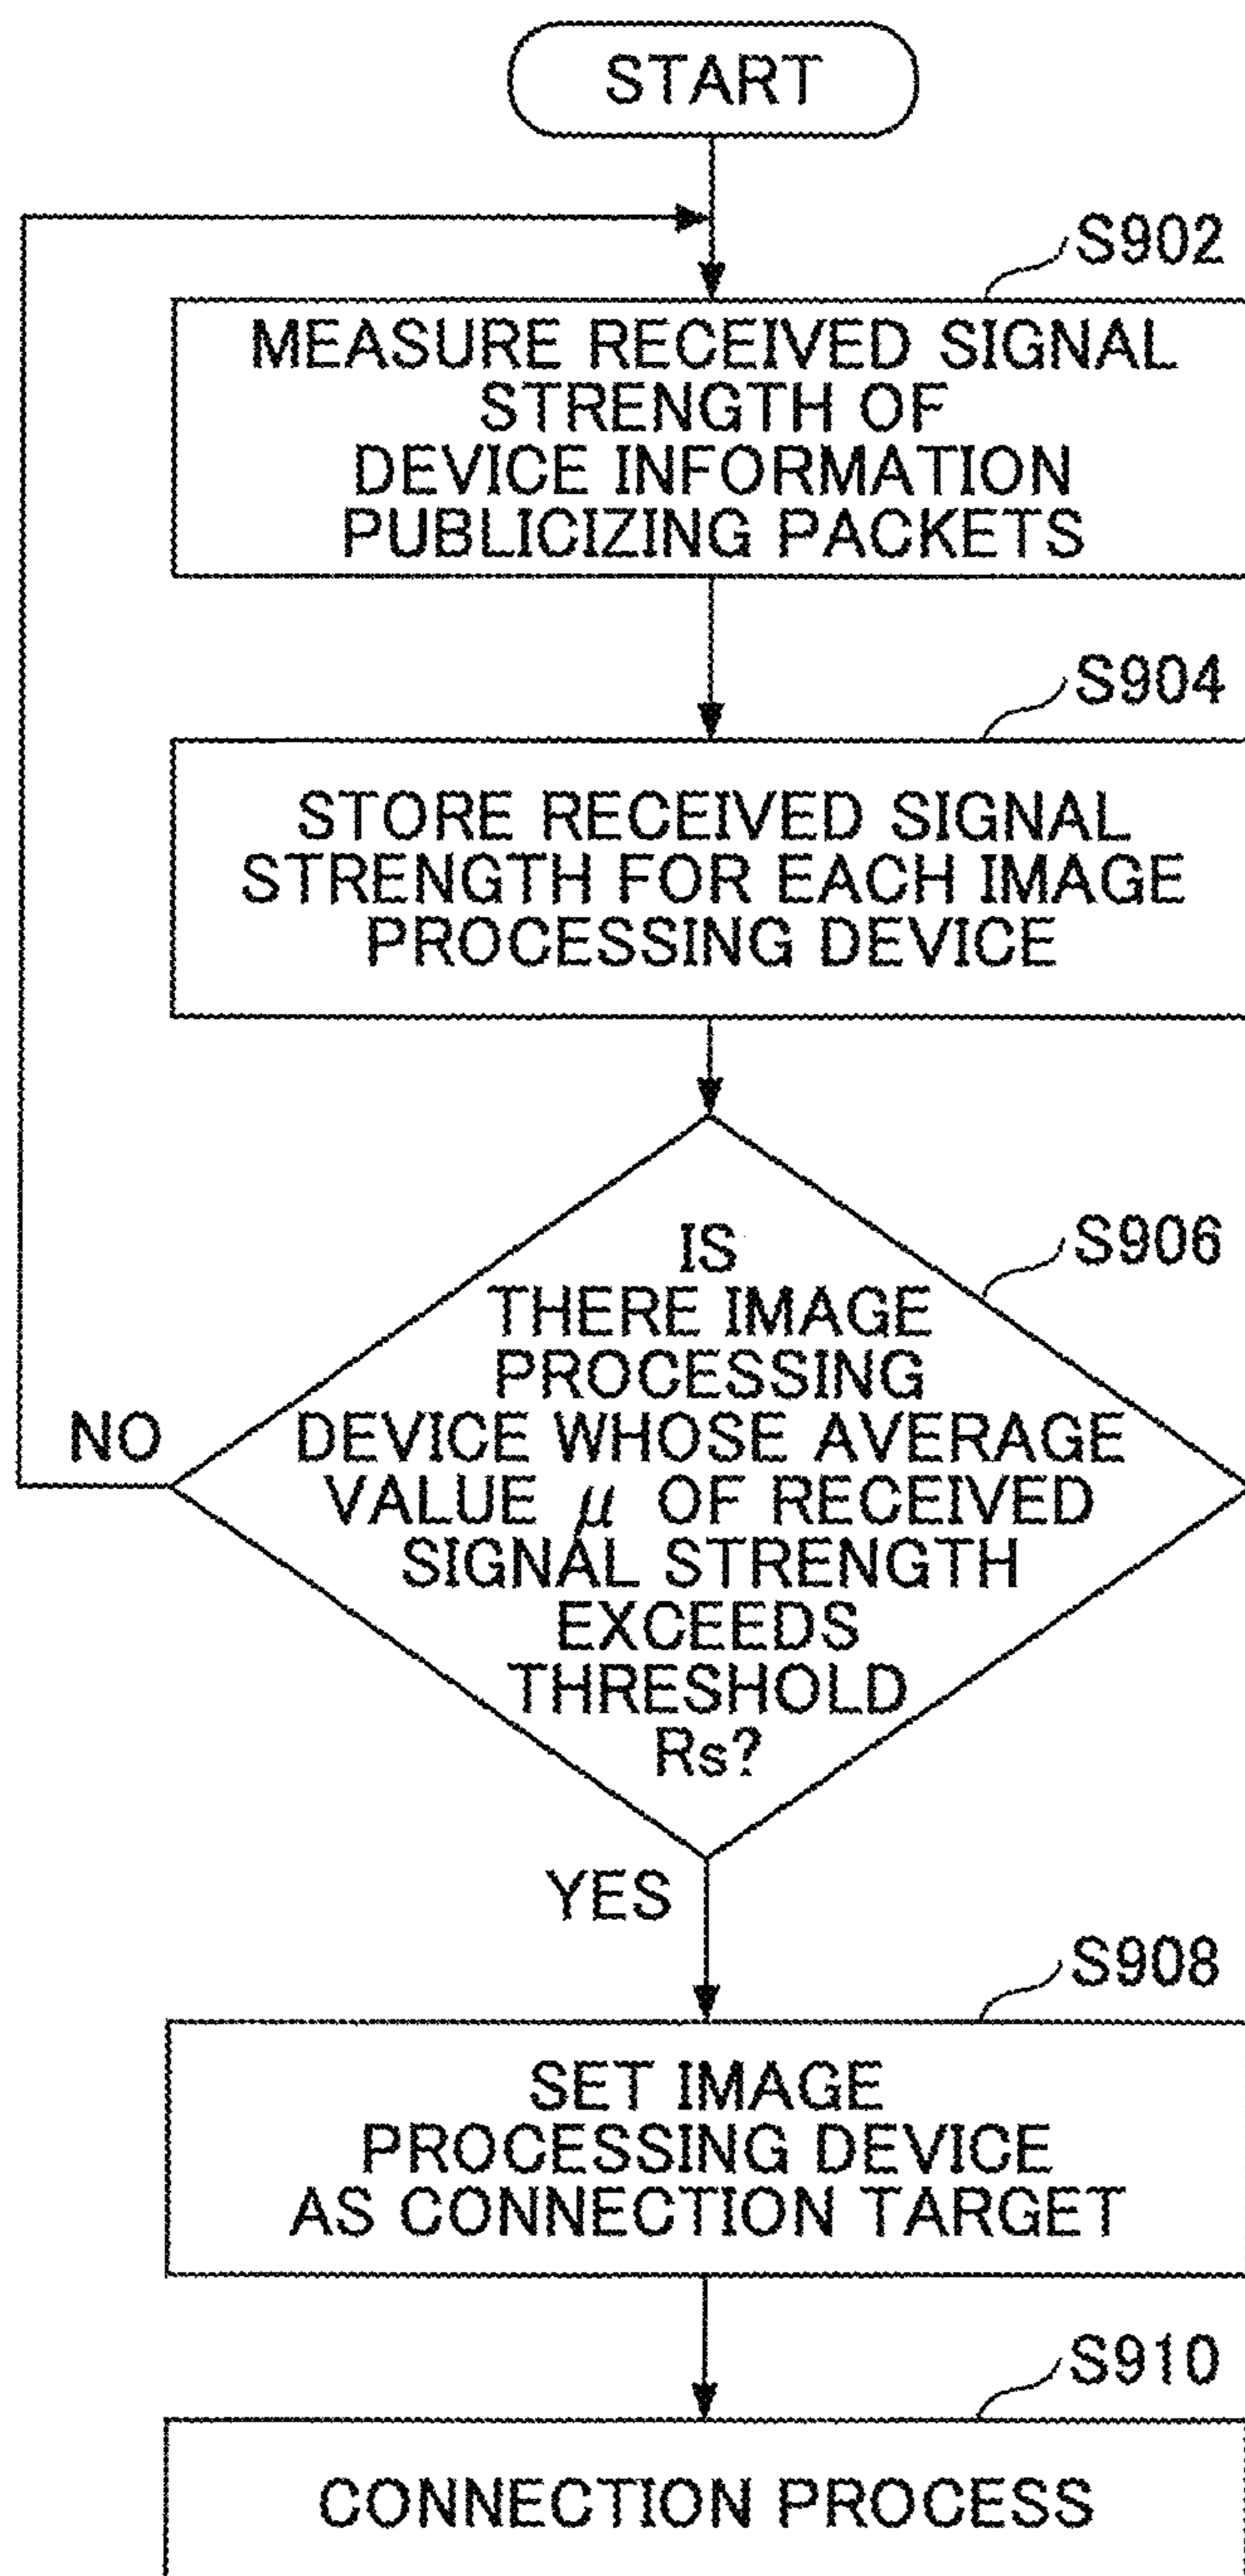 START
S902
MEASURE RECEIVED SIGNAL
STRENGTH OF
DEVICE INFORMATION
PUBLICIZING PACKETS
S904
STORE RECEIVED SIGNAL
STRENGTH FOR EACH IMAGE
PROCESSING DEVICE
S906
IS
THERE IMAGE
PROCESSING
DEVICE WHOSE AVERAGE
VALUE μ OF RECEIVED
SIGNAL STRENGTH
EXCEEDS
THRESHOLD
Rs?
NO
YES
S908
SET IMAGE
PROCESSING DEVICE
AS CONNECTION TARGET
S910
CONNECTION PROCESS